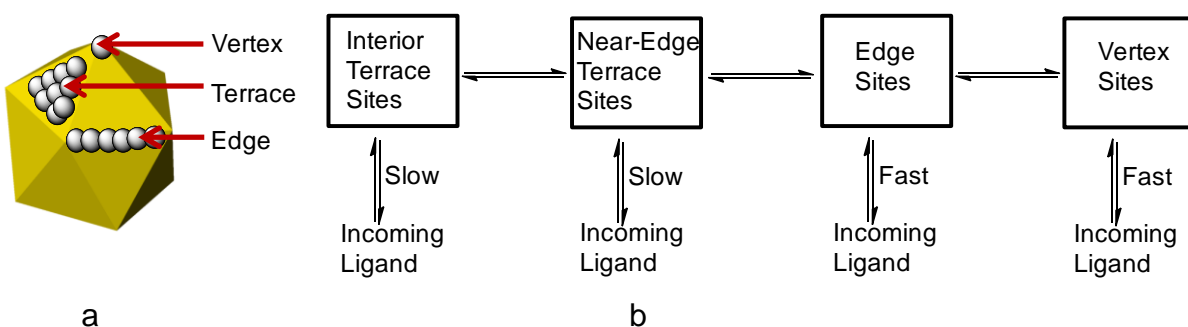 Vertex
Terrace
Edge
a
Interior
Terrace
Sites
Near-Edge
Terrace
Sites
Edge
Sites
Vertex
Sites
Slow
Slow
Fast
Fast
Incoming
Ligand
Incoming
Ligand
Incoming
Ligand
Incoming
Ligand
b